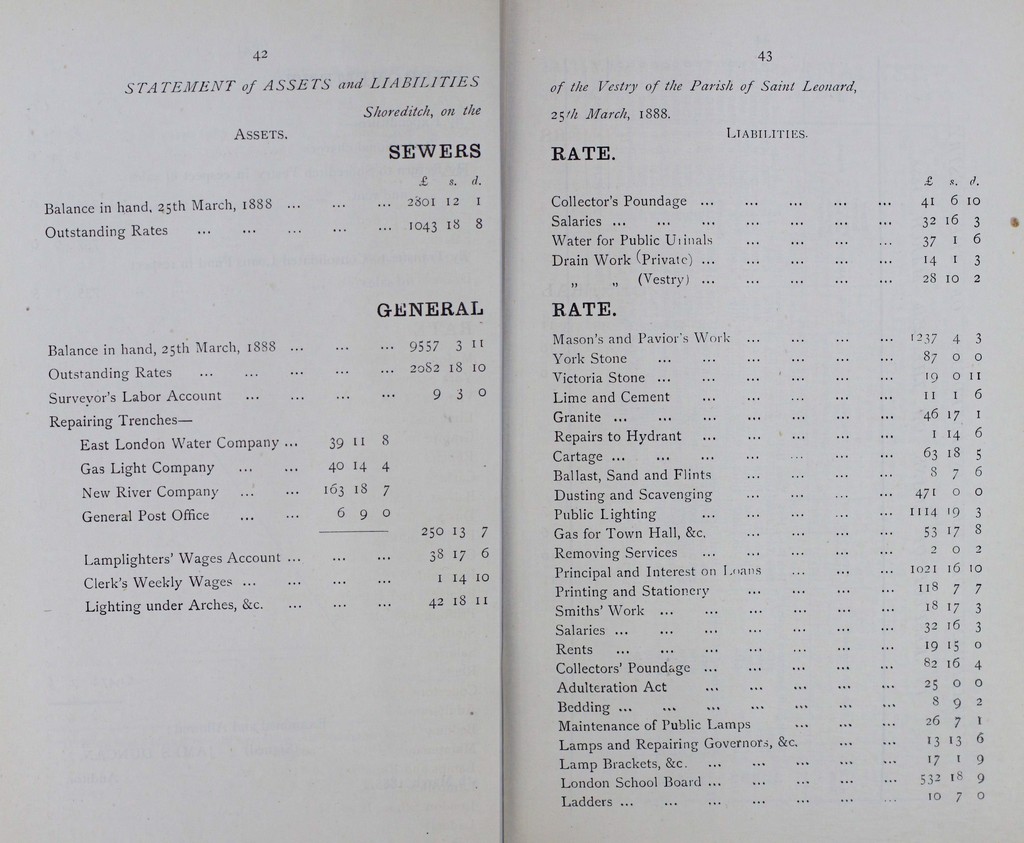 42
STATEMENT of ASSETS and LIABILITIES
Shoreditch, on the
ASSETS.
SEWERS
£ s. d.
Balance in hand, 25th March, 1888 ... ... ... 2801 12 1
Outstanding Rates ... ... ... ... ... 1043 18 8
GENERAL
Balance in hand, 25th March, 1888 ... ... ... 9557 3 11
Outstanding Rates ... ... ... ... ... 2082 18 10
Surveyor's Labor Account ... ... ... ... 9 3 0
Repairing Trenches—
East London Water Company ... 39 11 8
Gas Light Company ... ... 40 14 4
New River Company ... ... 163 18 7
General Post Office ... ... 6 9 0
250 13 7
Lamplighters' Wages Account ... ... ... 38 17 6
Clerk's Weekly Wages ... ... ... ... 1 14 10
Lighting under Arches, &c. ... ... ... 42 18 11
43
of the Vestry of the Parish of Saint Leonard,
25th March, 1888.
LIABILITIES.
RATE.
£ s. d.
Collector's Poundage ... ... ... ... ... 41 6 10
Salaries ... ... ... ... ... ... ... 32 16 3
Water for Public Urinals ... ... ... ... 37 1 6
Drain Work (Private) ... ... ... ... ... 14 1 3
„ „ (Vestry) ... ... ... ... ... 28 10 2
RATE.
Mason's and Pavior's Work ... ... ... ... 1237 4 3
York Stone ... ... ... ... ... ... 87 0 0
Victoria Stone ... ... ... ... ... ... 19 0 11
Lime and Cement ... ... ... ... ... 11 1 6
Granite ... ... ... ... ... ... ... 46 17 1
Repairs to Hydrant ... ... ... ... ... 1 14 6
Cartage ... ... ... ... ... ... ... 63 18 5
Ballast, Sand and Flints ... ... ... ... 8 7 6
Dusting and Scavenging ... ... ... ... 471 0 0
Public Lighting ... ... ... ... ... 1114 19 3
Gas for Town Hall, &c. ... ... ... ... 53 17 8
Removing Services ... ... ... ... ... 2 0 2
Principal and Interest on Loans ... ... ... 1021 16 10
Printing and Stationery ... ... ... ... 118 7 7
Smiths' Work ... ... ... ... ... ... 18 17 3
Salaries ... ... ... ... ... ... ... 32 16 3
Rents ... ... ... ... ... ... ... 19 15 0
Collectors' Poundage ... ... ... ... ... 82 16 4
Adulteration Act ... ... ... ... ... 25 0 0
Bedding ... ... ... ... ... ... ... 8 9 2
Maintenance of Public Lamps ... ... ... 26 7 1
Lamps and Repairing Governors, &c. ... ... 13 13 6
Lamp Brackets, &c. ... ... ... ... ... 17 1 9
London School Board ... ... ... ... ... 532 18 9
Ladders ... ... ... ... ... ... ... 10 7 0